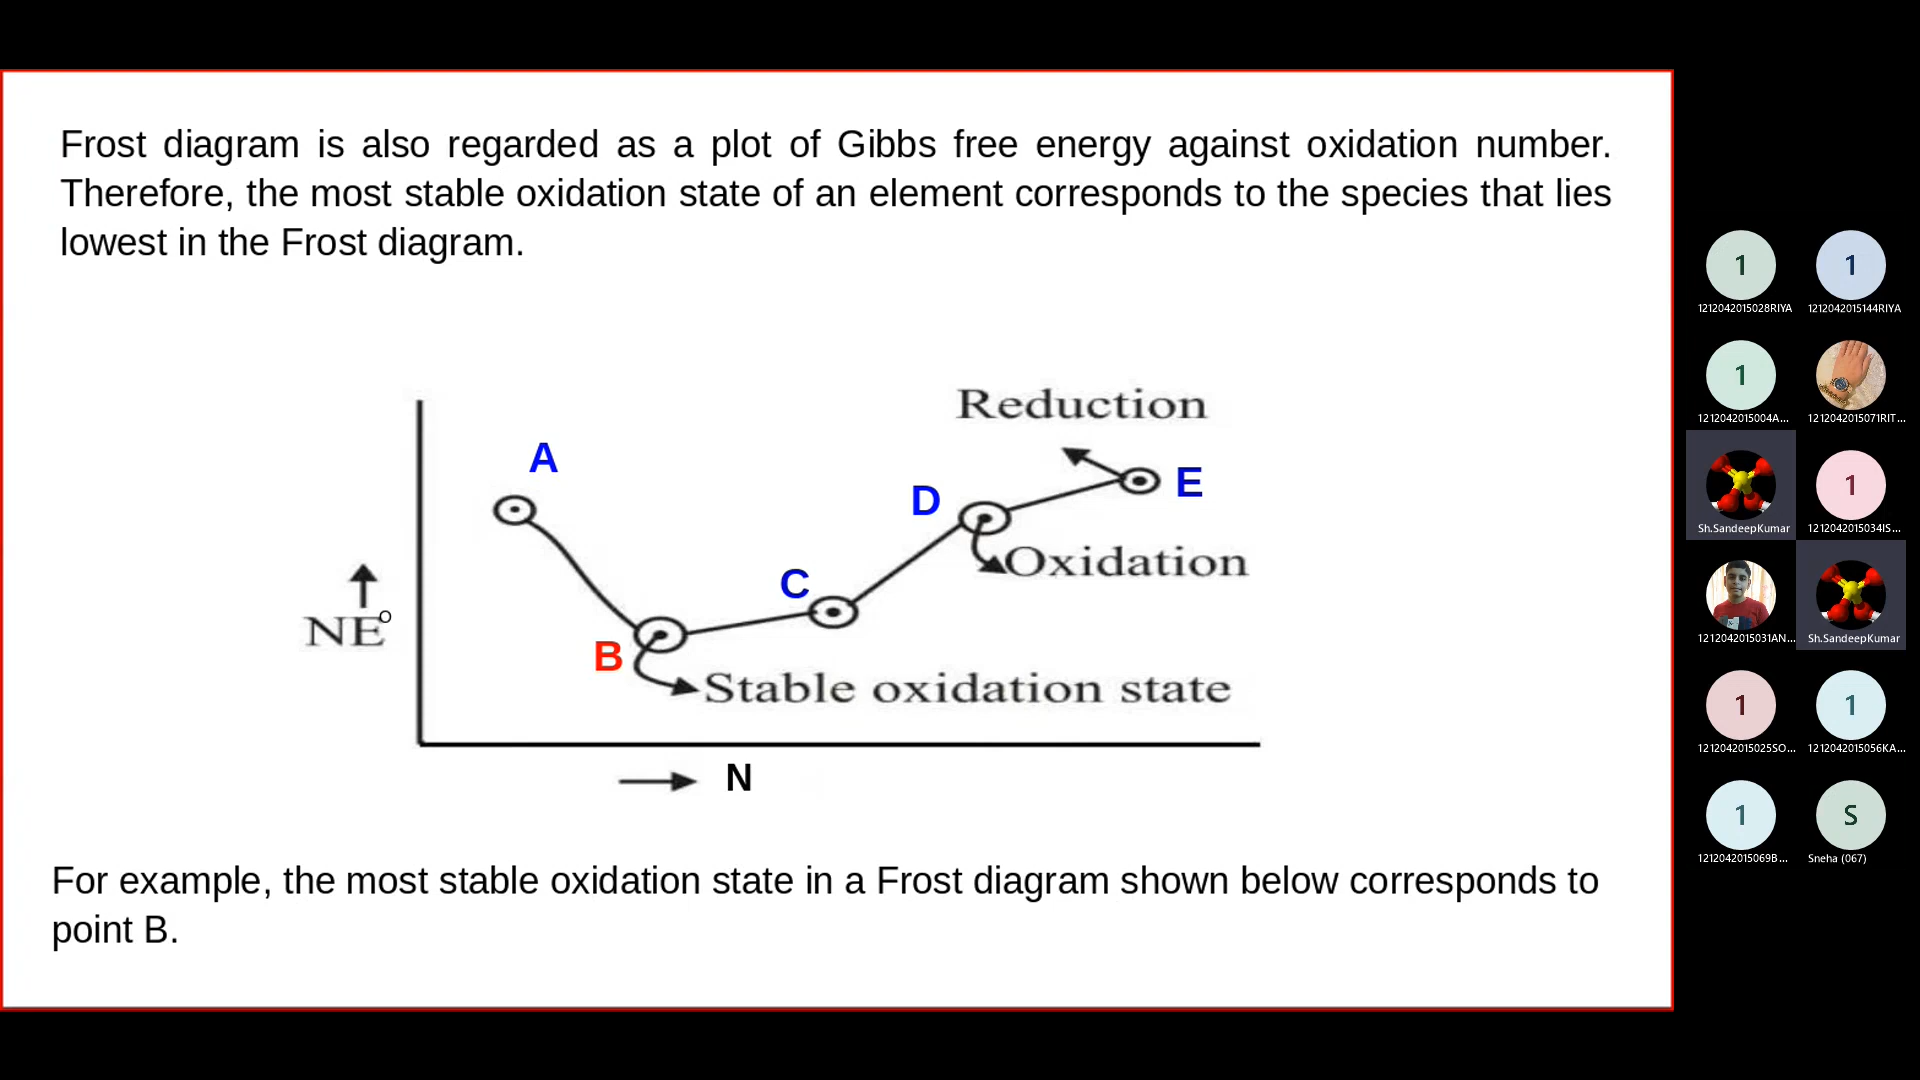 Frost diagram is also regarded as a plot of Gibbs free energy against oxidation number.
Therefore, the most stable oxidation state of an element corresponds to the species that lies
lowest in the Frost diagram.
Reduction
A
E
D
Oxidation
C
NE°
B
Stable oxidation state
N
For example, the most stable oxidation state in a Frost diagram shown below corresponds to
point B.
1
1212042015028RIYA
1
1212042015144RIYA
1
1212042015004A...
1212042015071RIT...
Sh.SandeepKumar
1
1212042015034IS...
1212042015031AN...
Sh.SandeepKumar
1
1212042015025SO...
1
1212042015056KA...
1
1212042015069B...
S
Sneha (067)